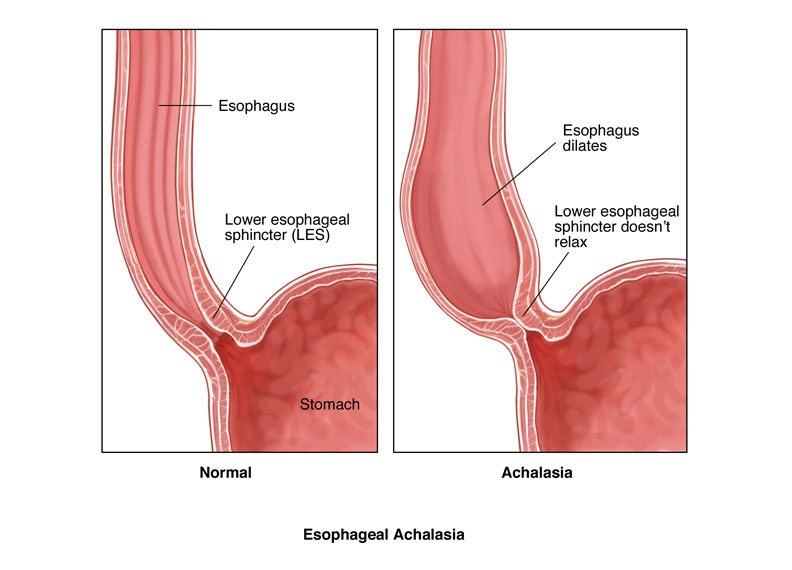 Esophagus
Lower esophageal
sphincter (LES)
Stomach
Normal
Esophagus
dilates
Lower esophageal
sphincter doesn't
relax
Achalasia
Esophageal Achalasia